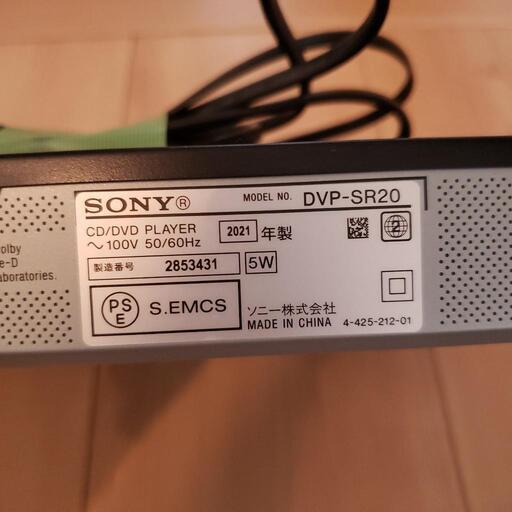 SONY® MODEL NO. DVP-SR20
CD/DVD PLAYER
～100V 50/60Hz 2021 年製
製造番号 2853431 5W
PSE S.EMCS
ソニー株式会社
MADE IN CHINA 4-425-212-01
2
e-D
aboratories.